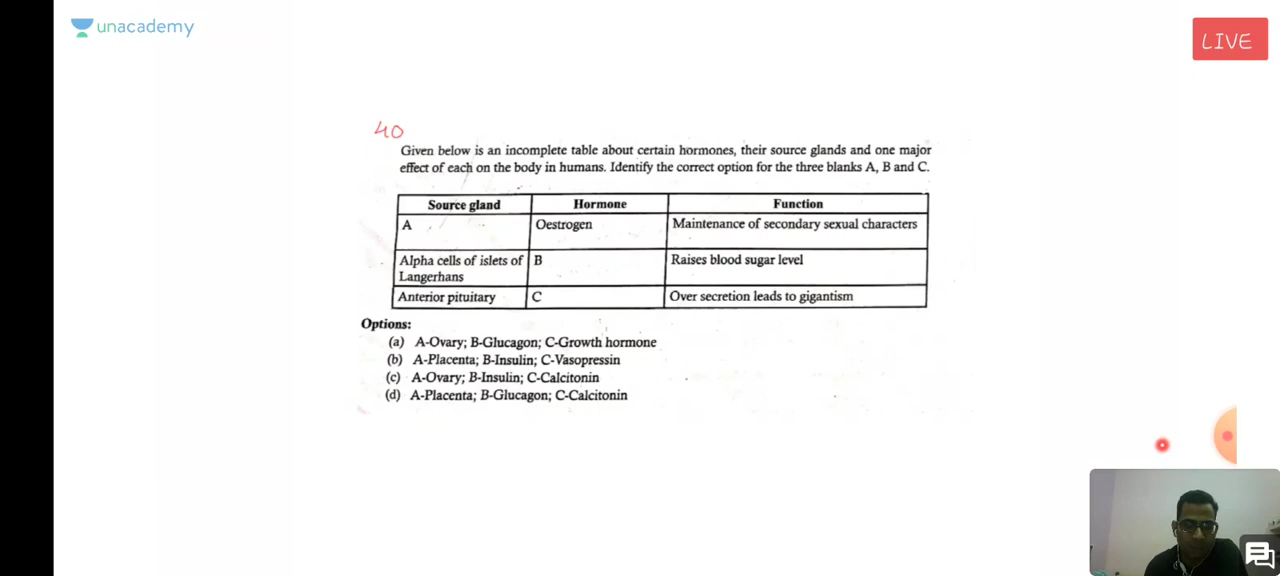 unacademy
LIVE
40
Given below is an incomplete table about certain hormones, their source glands and one major
effect of each on the body in humans. Identify the correct option for the three blanks A, B and C.
Source gland Hormone Function
A Oestrogen Maintenance of secondary sexual characters
Alpha cells of islets of B Raises blood sugar level
Langerhans
Anterior pituitary C Over secretion leads to gigantism
Options:
(a) A-Ovary; B-Glucagon; C-Growth hormone
(b) A-Placenta; B-Insulin; C-Vasopressin
(c) A-Ovary; B-Insulin; C-Calcitonin
(d) A-Placenta; B-Glucagon; C-Calcitonin